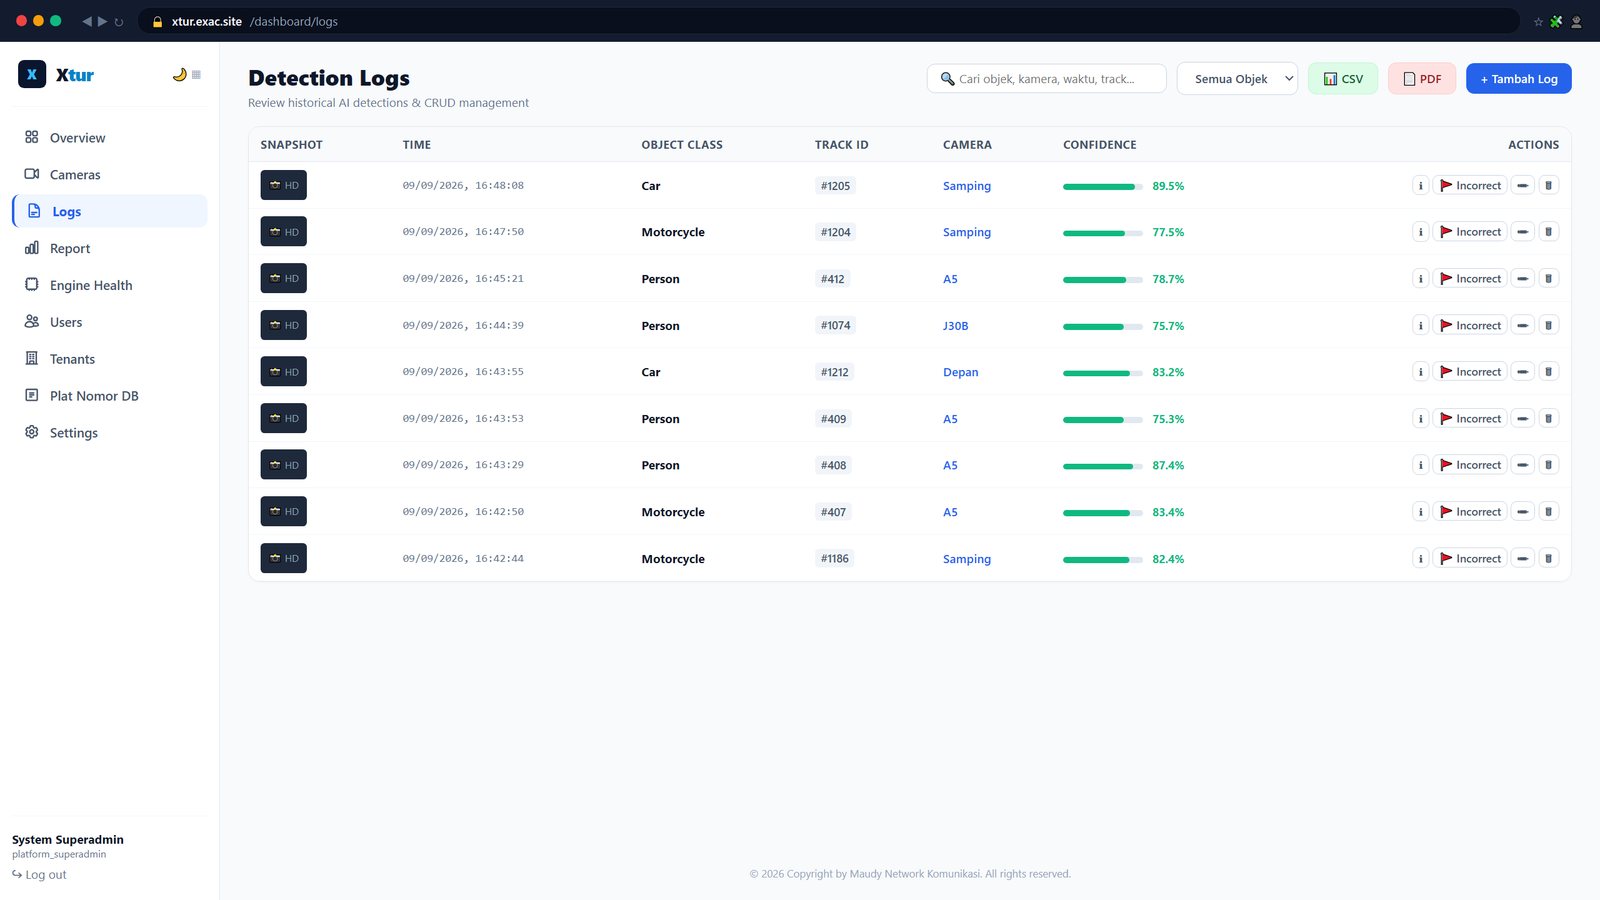 xtur.exac.site /dashboard/logs
X Xtur
Overview
Cameras
Logs
Report
Engine Health
Users
Tenants
Plat Nomor DB
Settings
System Superadmin
platform_superadmin
Log out
Detection Logs
Review historical AI detections & CRUD management
Cari objek, kamera, waktu, track...
Semua Objek
CSV
PDF
+ Tambah Log
SNAPSHOT TIME OBJECT CLASS TRACK ID CAMERA CONFIDENCE ACTIONS
HD 09/09/2026, 16:48:08 Car #1205 Samping 89.5% i Incorrect
HD 09/09/2026, 16:47:50 Motorcycle #1204 Samping 77.5% i Incorrect
HD 09/09/2026, 16:45:21 Person #412 A5 78.7% i Incorrect
HD 09/09/2026, 16:44:39 Person #1074 J30B 75.7% i Incorrect
HD 09/09/2026, 16:43:55 Car #1212 Depan 83.2% i Incorrect
HD 09/09/2026, 16:43:53 Person #409 A5 75.3% i Incorrect
HD 09/09/2026, 16:43:29 Person #408 A5 87.4% i Incorrect
HD 09/09/2026, 16:42:50 Motorcycle #407 A5 83.4% i Incorrect
HD 09/09/2026, 16:42:44 Motorcycle #1186 Samping 82.4% i Incorrect
© 2026 Copyright by Maudy Network Komunikasi. All rights reserved.